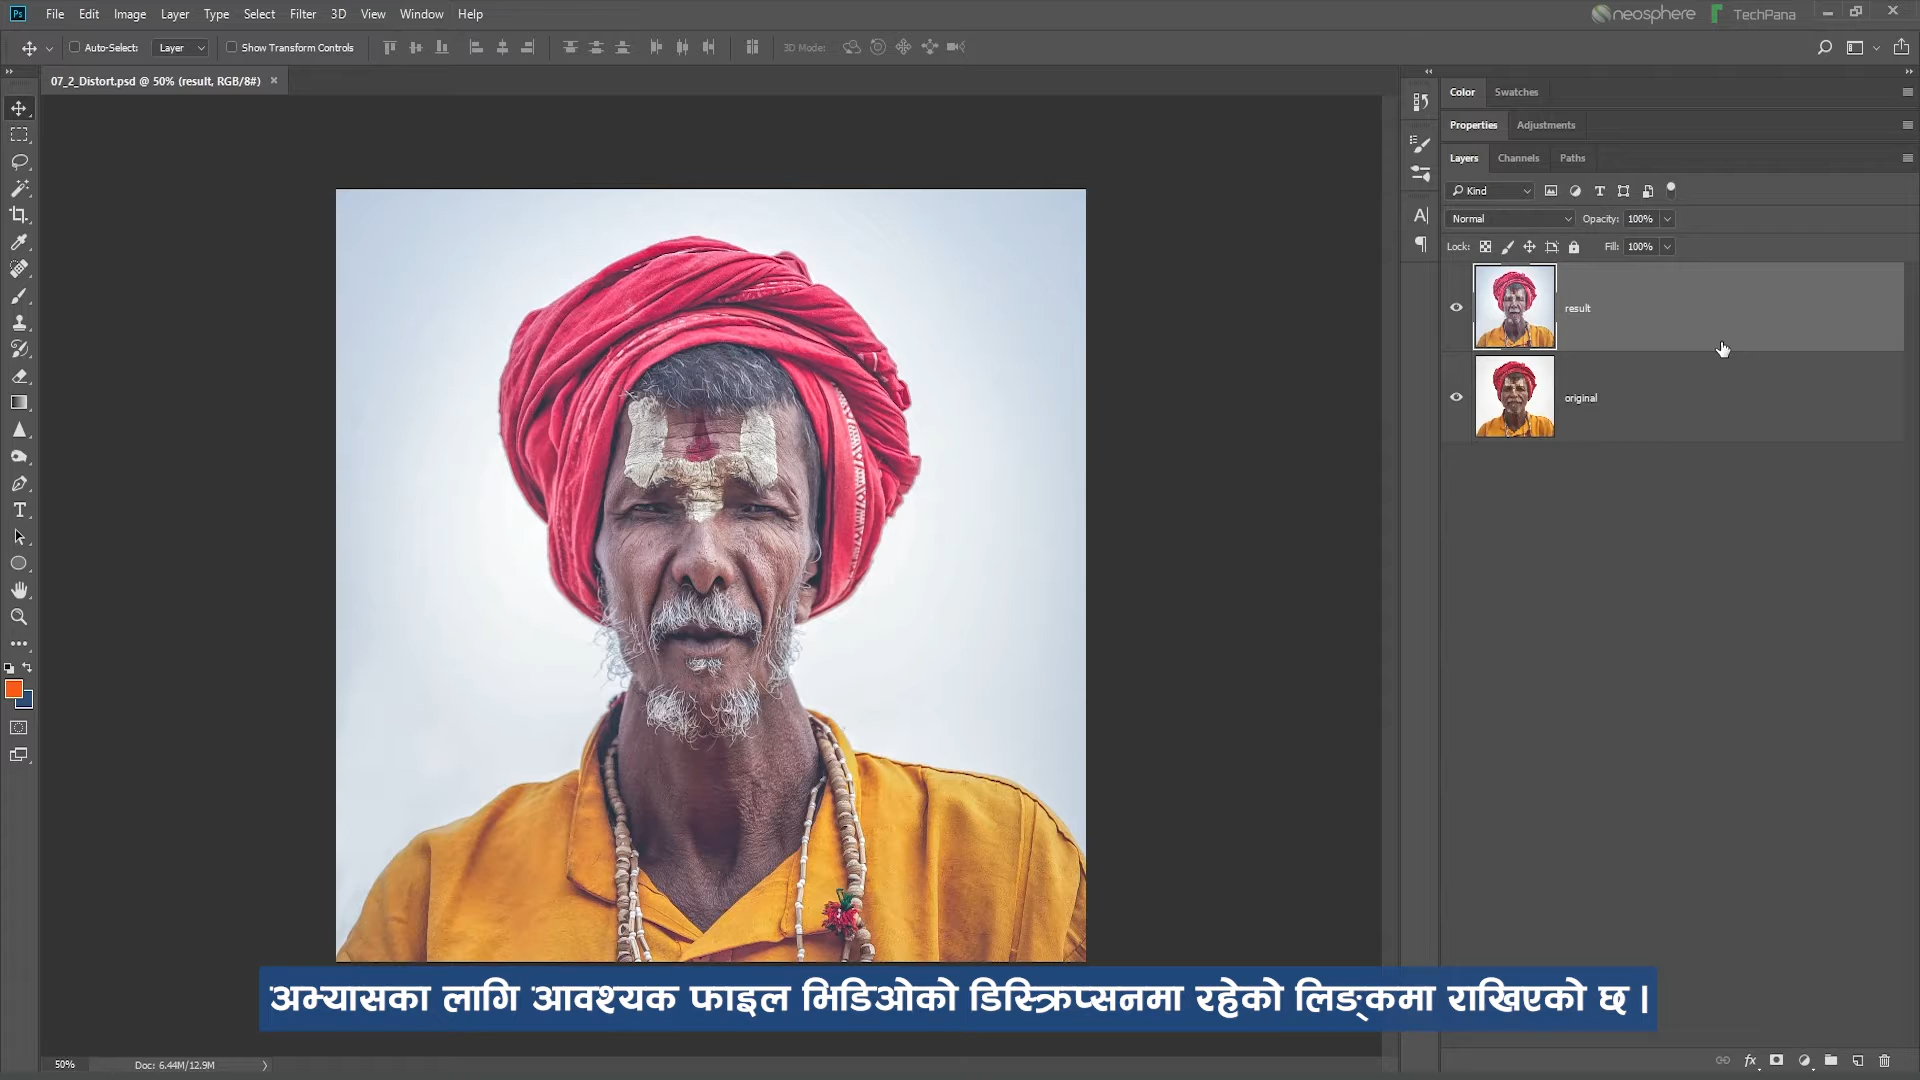 Ps File Edit Image Layer Type Select Filter 3D View Window Help
neosphere TechPana
Auto-Select: Layer Show Transform Controls 3D Mode:
07_2_Distort.psd @ 50% (result, RGB/8#) ×
Color Swatches
Properties Adjustments
Layers Channels Paths
Kind
Normal Opacity: 100%
Lock: Fill: 100%
result
original
अभ्यासका लागि आवश्यक फाइल भिडिओको डिस्क्रिप्सनमा रहेको लिङ्कमा राखिएको छ ।
50% Doc: 6.44M/12.9M